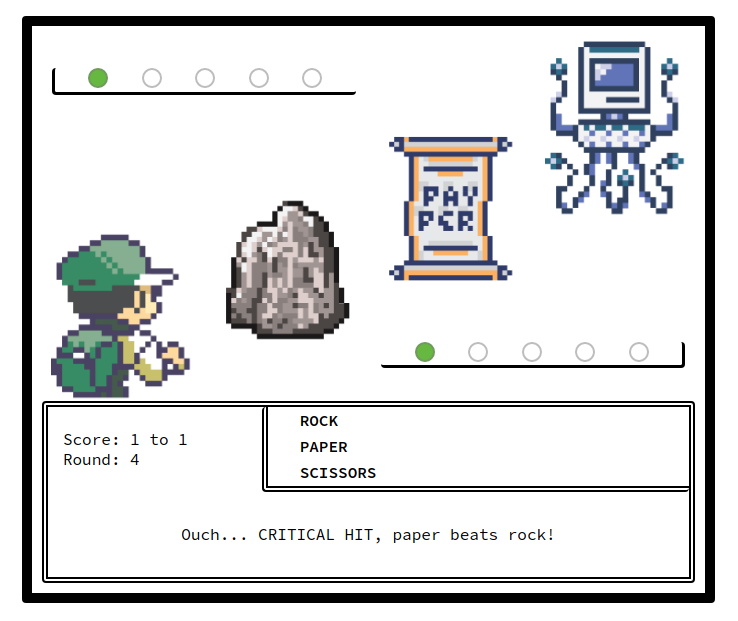 PAY
PER
Score: 1 to 1
Round: 4
ROCK
PAPER
SCISSORS
Ouch... CRITICAL HIT, paper beats rock!